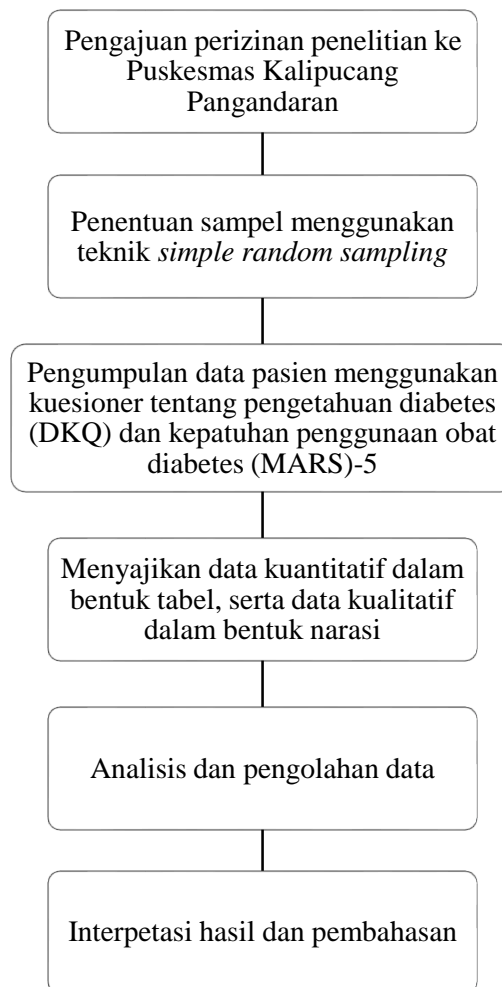 Pengajuan perizinan penelitian ke
Puskesmas Kalipucang
Pangandaran
Penentuan sampel menggunakan
teknik simple random sampling
Pengumpulan data pasien menggunakan
kuesioner tentang pengetahuan diabetes
(DKQ) dan kepatuhan penggunaan obat
diabetes (MARS)-5
Menyajikan data kuantitatif dalam
bentuk tabel, serta data kualitatif
dalam bentuk narasi
Analisis dan pengolahan data
Interpetasi hasil dan pembahasan